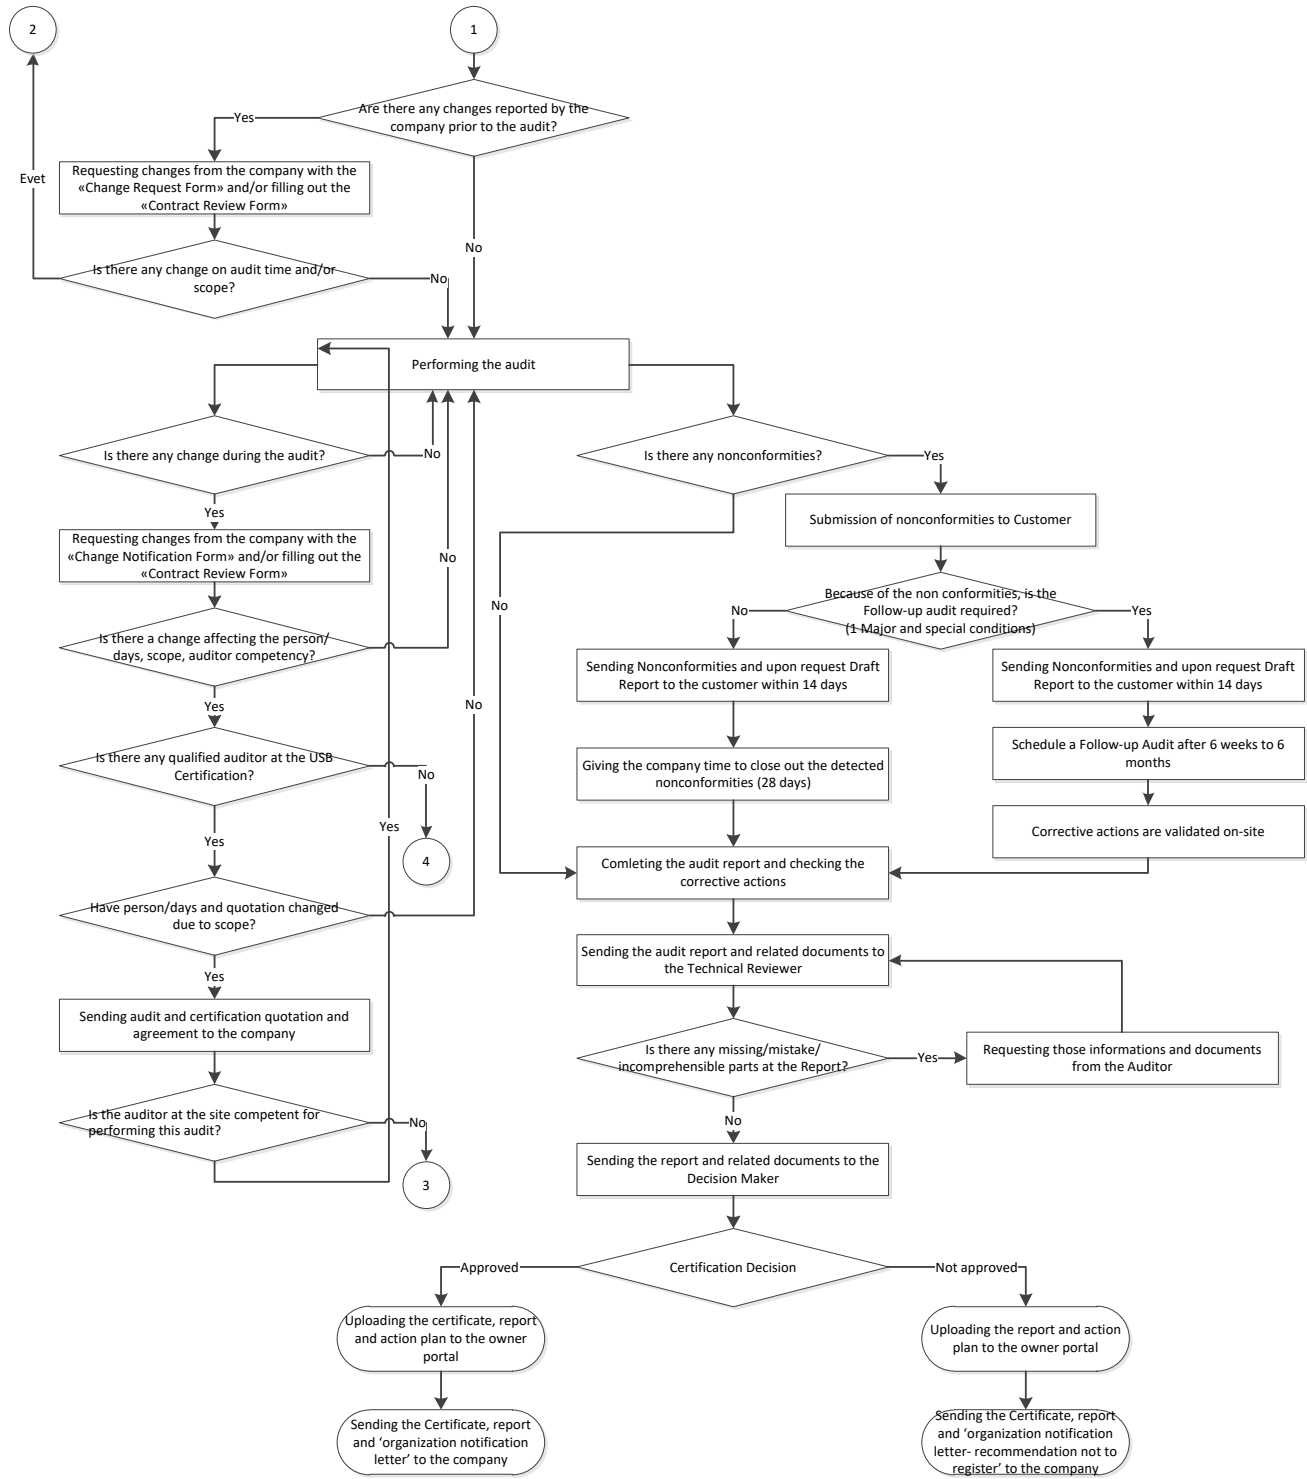 2
1
Are there any changes reported by the
company prior to the audit?
Yes
Requesting changes from the company with the
«Change Request Form» and/or filling out the
«Contract Review Form»
Evet
No
Is there any change on audit time and/or
scope?
No
Performing the audit
Is there any change during the audit?
No
Is there any nonconformities?
Yes
Yes
Submission of nonconformities to Customer
Requesting changes from the company with the
«Change Notification Form» and/or filling out the
«Contract Review Form»
No
Because of the non conformities, is the
Follow-up audit required?
(1 Major and special conditions)
No
No
Yes
Is there a change affecting the person/
days, scope, auditor competency?
Sending Nonconformities and upon request Draft
Report to the customer within 14 days
Sending Nonconformities and upon request Draft
Report to the customer within 14 days
Yes
No
Is there any qualified auditor at the USB
Certification?
No
Giving the company time to close out the detected
nonconformities (28 days)
Schedule a Follow-up Audit after 6 weeks to 6
months
Yes
Yes
Corrective actions are validated on-site
4
Comleting the audit report and checking the
corrective actions
Have person/days and quotation changed
due to scope?
Sending the audit report and related documents to
the Technical Reviewer
Yes
Sending audit and certification quotation and
agreement to the company
Is there any missing/mistake/
incomprehensible parts at the Report?
Yes
Requesting those informations and documents
from the Auditor
Is the auditor at the site competent for
performing this audit?
No
No
3
Sending the report and related documents to the
Decision Maker
Certification Decision
Approved
Not approved
Uploading the certificate, report
and action plan to the owner
portal
Uploading the report and action
plan to the owner portal
Sending the Certificate, report
and ‘organization notification
letter’ to the company
Sending the Certificate, report
and ‘organization notification
letter- recommendation not to
register’ to the company